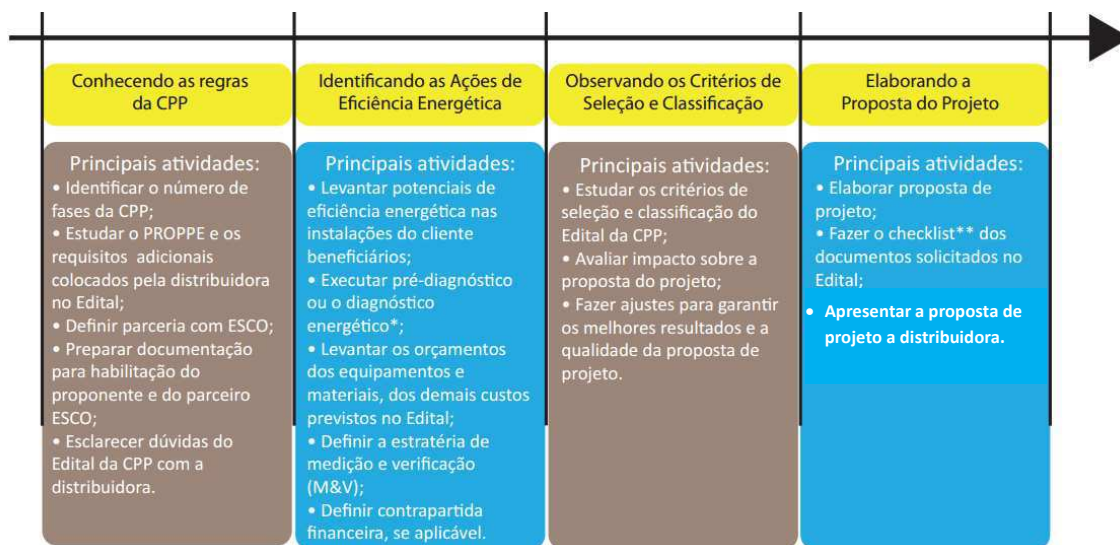 Conhecendo as regras
da CPP
Principais atividades:
• Identificar o número de
fases da CPP;
• Estudar o PROPPE e os
requisitos adicionais
colocados pela distribuidora
no Edital;
• Definir parceria com ESCO;
• Preparar documentação
para habilitação do
proponente e do parceiro
ESCO;
• Esclarecer dúvidas do
Edital da CPP com a
distribuidora.
Identificando as Ações de
Eficiência Energética
Principais atividades:
• Levantar potenciais de
eficiência energética nas
instalações do cliente
beneficiários;
• Executar pré-diagnóstico
ou o diagnóstico
energético*;
• Levantar os orçamentos
dos equipamentos e
materiais, dos demais custos
previstos no Edital;
• Definir a estratéria de
medição e verificação
(M&V);
• Definir contrapartida
financeira, se aplicável.
Observando os Critérios de
Seleção e Classificação
Principais atividades:
• Estudar os critérios de
seleção e classificação do
Edital da CPP;
• Avaliar impacto sobre a
proposta do projeto;
• Fazer ajustes para garantir
os melhores resultados e a
qualidade da proposta de
projeto.
Elaborando a
Proposta do Projeto
Principais atividades:
• Elaborar proposta de
projeto;
• Fazer o checklist** dos
documentos solicitados no
Edital;
• Apresentar a proposta de
projeto a distribuidora.